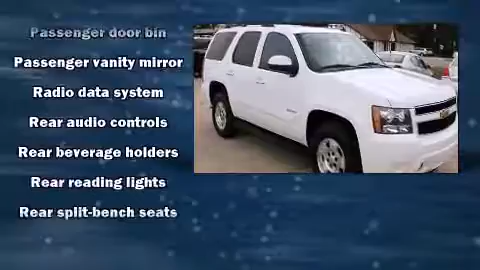 Passenger door bin
Passenger vanity mirror
Radio data system
Rear audio controls
Rear beverage holders
Rear reading lights
Rear split-bench seats